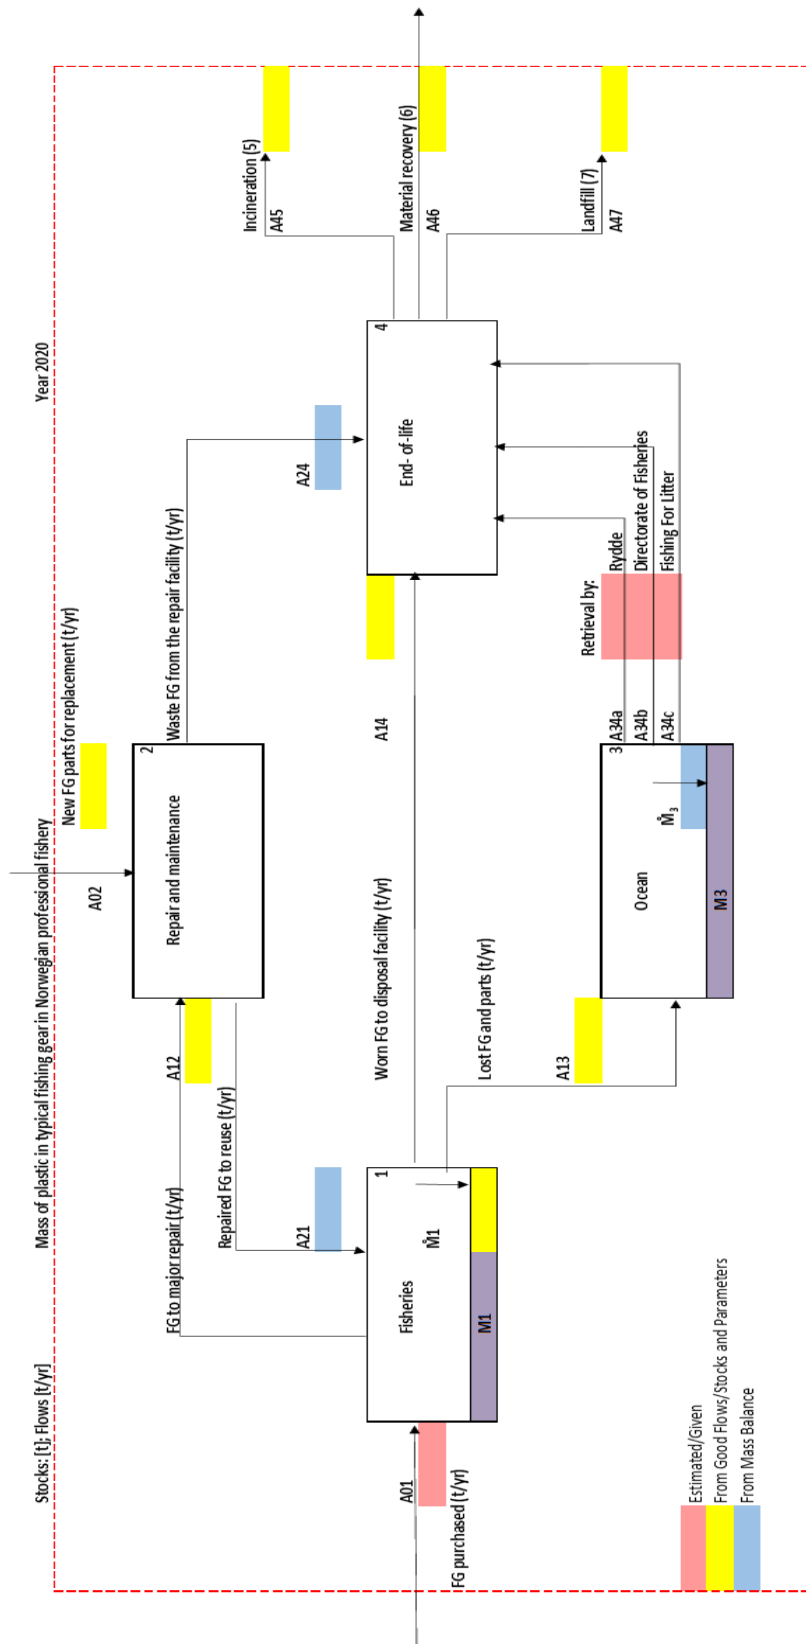 Mass of plastic in typical fishing gear in Norwegian professional fishery
Stocks: [t]; Flows [t/yr]
Year 2020
New FG parts for replacement (t/yr)
A02
2
Repair and maintenance
FG to major repair (t/yr)
A12
Repaired FG to reuse (t/yr)
A21
Waste FG from the repair facility (t/yr)
A24
A01
FG purchased (t/yr)
1
Fisheries
M̊1
M1
Worn FG to disposal facility (t/yr)
A14
Lost FG and parts (t/yr)
A13
3
Ocean
M̊₃
M3
Retrieval by:
A34a
Rydde
A34b
Directorate of Fisheries
A34c
Fishing For Litter
4
End- of-life
Incineration (5)
A45
Material recovery (6)
A46
Landfill (7)
A47
Estimated/Given
From Good Flows/Stocks and Parameters
From Mass Balance